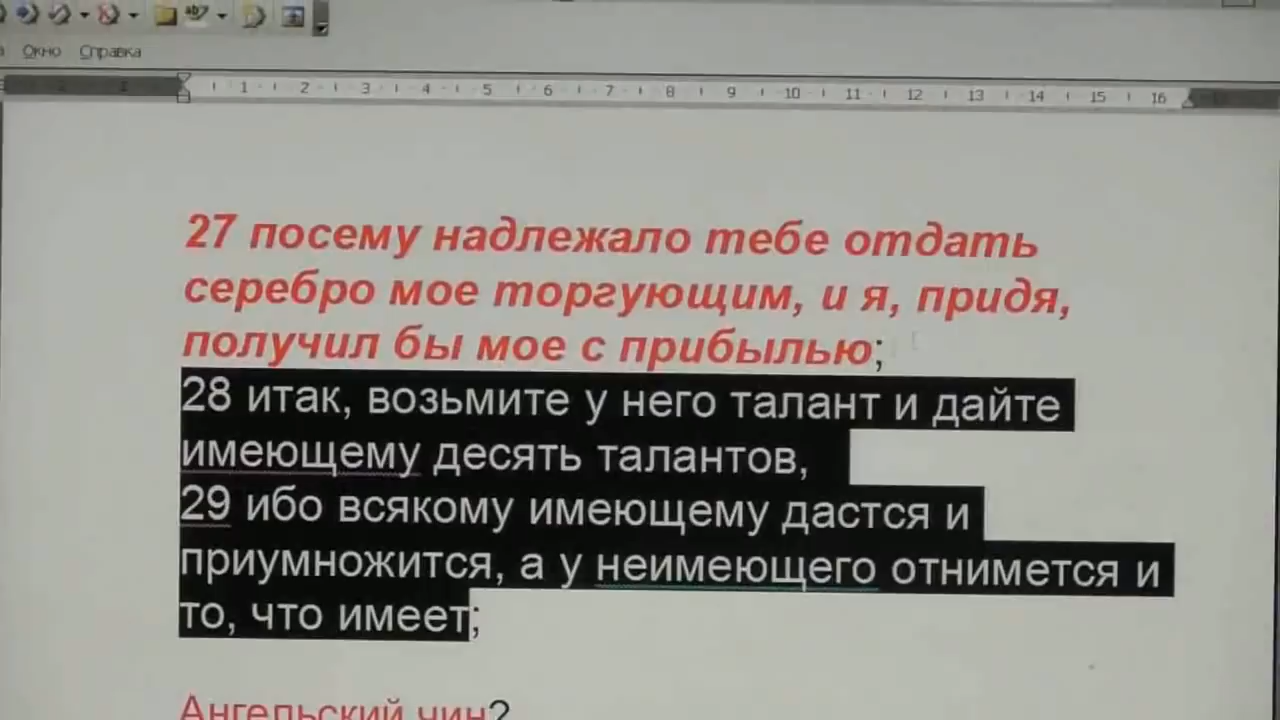 Окно Справка
1 2 3 4 5 6 7 8 9 10 11 12 13 14 15 16
27 посему надлежало тебе отдать
серебро мое торгующим, и я, придя,
получил бы мое с прибылью;
28 итак, возьмите у него талант и дайте
имеющему десять талантов,
29 ибо всякому имеющему дастся и
приумножится, а у неимеющего отнимется и
то, что имеет;
Ангельский чин?